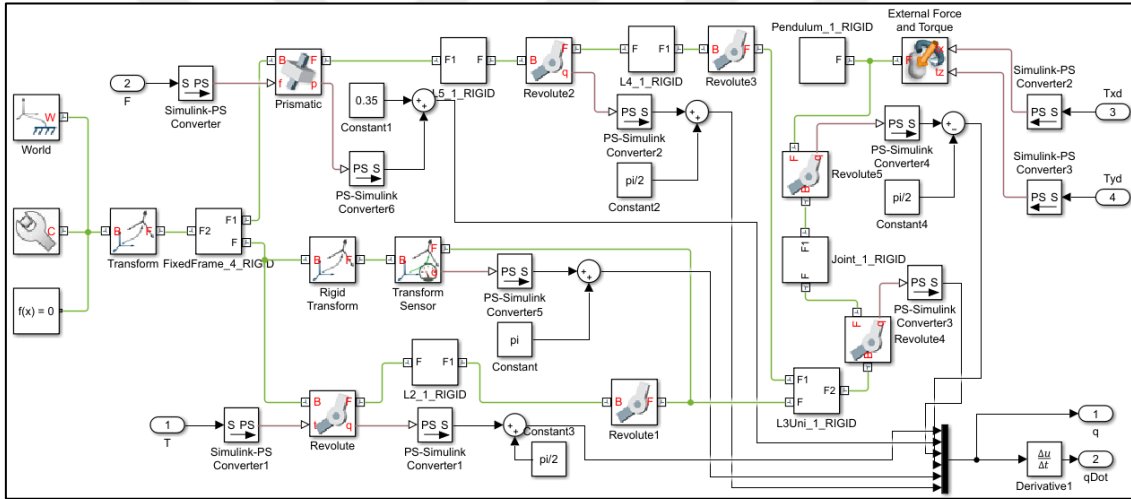 2
F
S PS
Simulink-PS
Converter
B
F
f
p
Prismatic
F1
L5_1_RIGID
0.35
Constant1
+
+
PS S
PS-Simulink
Converter6
B
F
q
Revolute2
F
F1
L4_1_RIGID
B
F
Revolute3
PS S
PS-Simulink
Converter2
+
+
pi/2
Constant2
Pendulum_1_RIGID
F
External Force
and Torque
F
tz
Simulink-PS
Converter2
PS S
Txd
3
Simulink-PS
Converter3
PS S
Tyd
4
PS S
PS-Simulink
Converter4
+
−
F
q
B
Revolute5
pi/2
Constant4
F1
F
Joint_1_RIGID
PS S
PS-Simulink
Converter3
F
q
B
Revolute4
W
World
C
f(x) = 0
B
F
Transform
F2
F1
F
FixedFrame_4_RIGID
B
F
Rigid
Transform
B
F
Transform
Sensor
PS S
PS-Simulink
Converter5
+
+
pi
Constant
F
F1
L2_1_RIGID
1
T
S PS
Simulink-PS
Converter1
B
F
t
q
Revolute
PS S
PS-Simulink
Converter1
+
+
Constant3
pi/2
B
F
Revolute1
F1
F
F2
L3Uni_1_RIGID
1
q
Δu
Δt
Derivative1
2
qDot